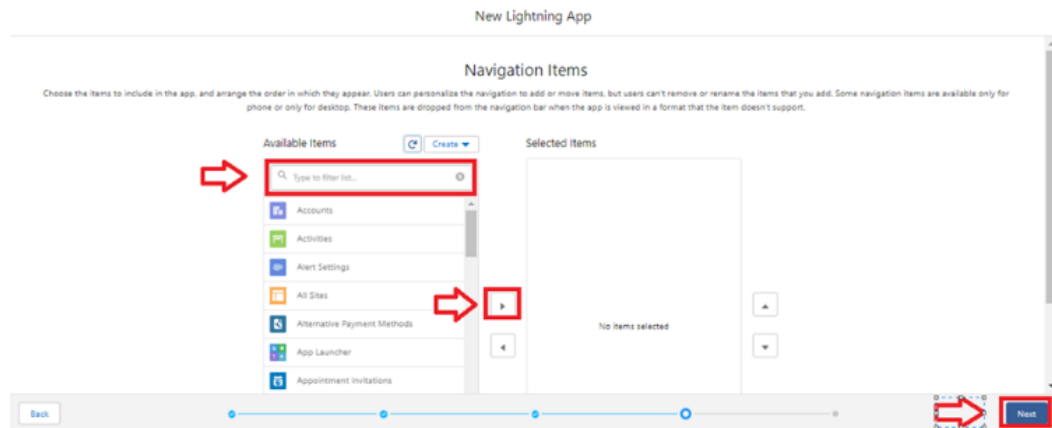 New Lightning App
Navigation Items
Choose the items to include in the app, and arrange the order in which they appear. Users can personalize the navigation to add or move items, but users can't remove or rename the items that you add. Some navigation items are available only for
phone or only for desktop. These items are dropped from the navigation bar when the app is viewed in a format that the item doesn't support.
Available Items
Create
Selected Items
Type to filter list...
Accounts
Activities
Alert Settings
All Sites
Alternative Payment Methods
No items selected
App Launcher
Appointment Invitations
Back
Next